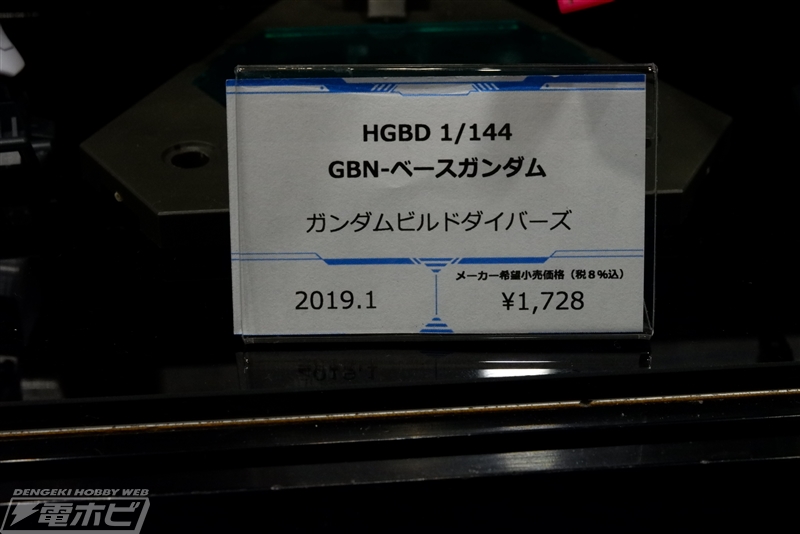 HGBD 1/144
GBN-ベースガンダム
ガンダムビルドダイバーズ
メーカー希望小売価格（税８%込）
2019.1
¥1,728
DENGEKI HOBBY WEB
電ホビ